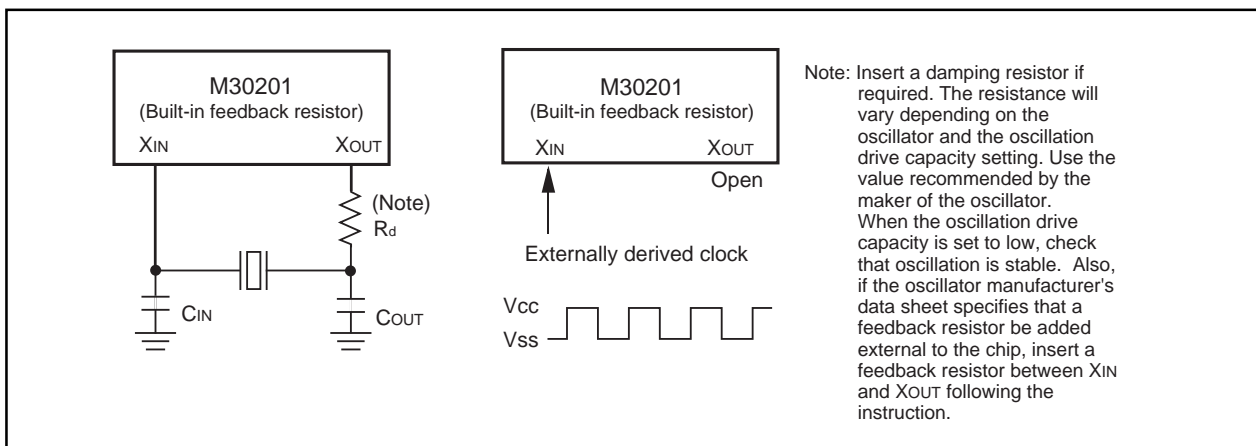 M30201
(Built-in feedback resistor)
XIN XOUT
(Note)
Rd
CIN
COUT
M30201
(Built-in feedback resistor)
XIN XOUT
Open
Externally derived clock
Vcc
Vss
Note: Insert a damping resistor if
required. The resistance will
vary depending on the
oscillator and the oscillation
drive capacity setting. Use the
value recommended by the
maker of the oscillator.
When the oscillation drive
capacity is set to low, check
that oscillation is stable. Also,
if the oscillator manufacturer's
data sheet specifies that a
feedback resistor be added
external to the chip, insert a
feedback resistor between XIN
and XOUT following the
instruction.